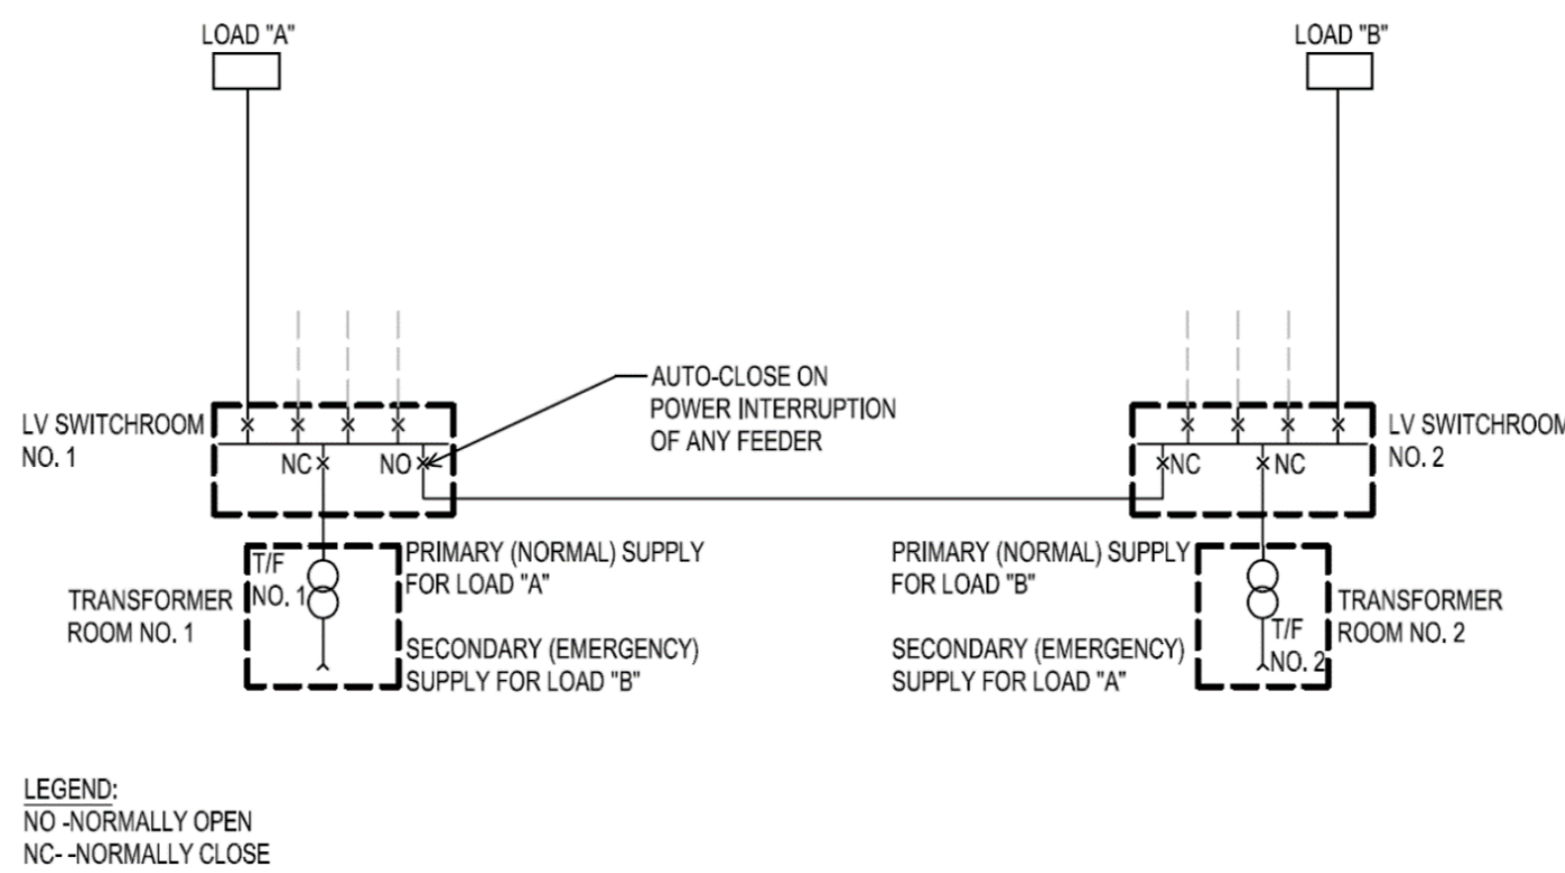 LOAD "A"
LOAD "B"
AUTO-CLOSE ON
POWER INTERRUPTION
OF ANY FEEDER
LV SWITCHROOM
NO. 1
NC
NO
NC
NC
LV SWITCHROOM
NO. 2
T/F
NO. 1
TRANSFORMER
ROOM NO. 1
PRIMARY (NORMAL) SUPPLY
FOR LOAD "A"
SECONDARY (EMERGENCY)
SUPPLY FOR LOAD "B"
PRIMARY (NORMAL) SUPPLY
FOR LOAD "B"
SECONDARY (EMERGENCY)
SUPPLY FOR LOAD "A"
T/F
NO. 2
TRANSFORMER
ROOM NO. 2
LEGEND:
NO -NORMALLY OPEN
NC- -NORMALLY CLOSE